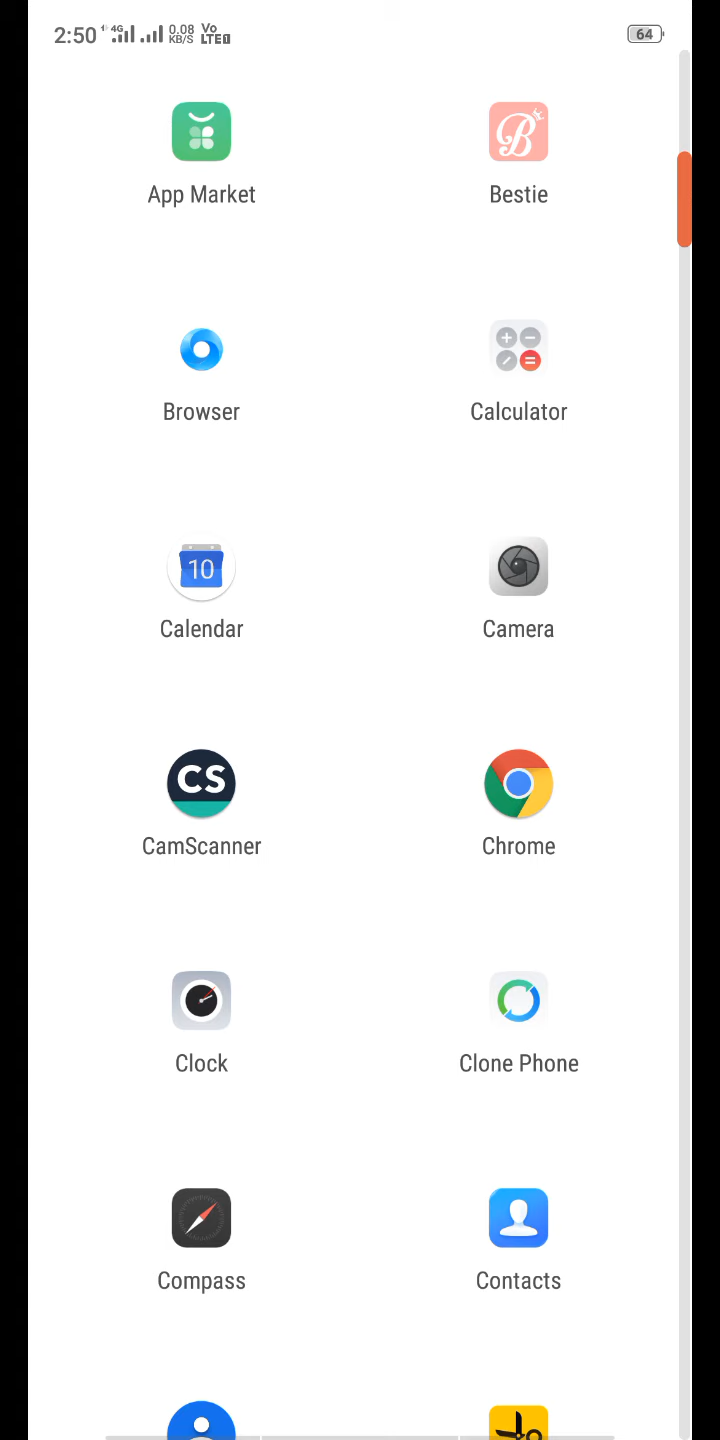 2:50 4G 0.08 KB/S Vo LTE1 64
App Market Bestie
Browser Calculator
10
Calendar Camera
CS
CamScanner Chrome
Clock Clone Phone
Compass Contacts